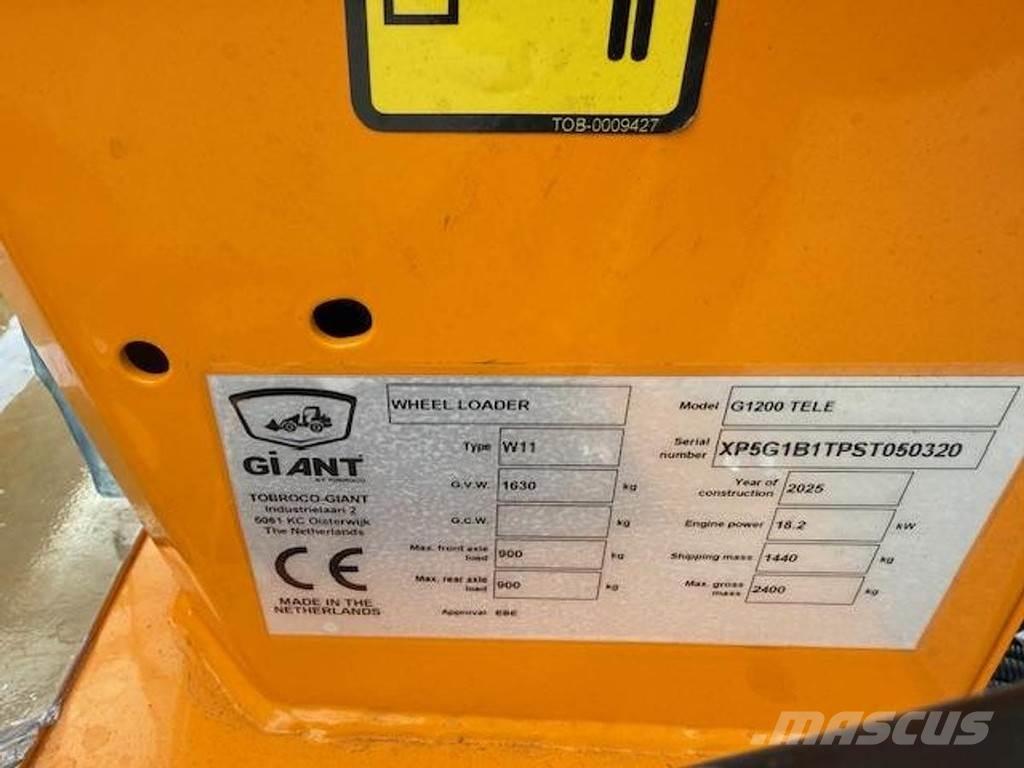 TOB-0009427
GiANT
BY TOBROCO
TOBROCO-GIANT
Industrielaan 2
5061 KC Oisterwijk
The Netherlands
CE
MADE IN THE
NETHERLANDS
WHEEL LOADER
Type W11
G.V.W. 1630 kg
G.C.W. kg
Max. front axle
load 900 kg
Max. rear axle
load 900 kg
Approval EBE
Model G1200 TELE
Serial
number XP5G1B1TPST050320
Year of
construction 2025
Engine power 18.2 kW
Shipping mass 1440 kg
Max. gross
mass 2400 kg
MASCUS